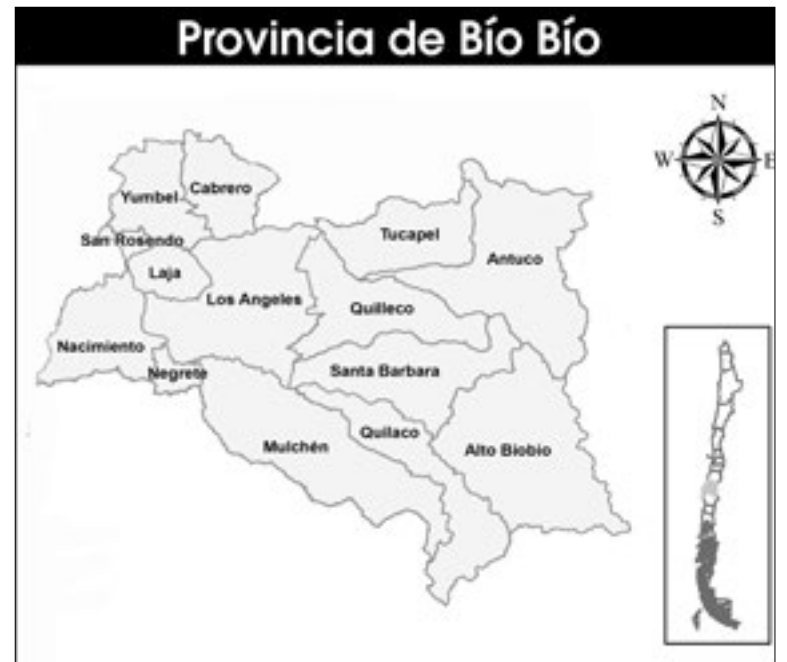 Provincia de Bío Bío
N
W
E
S
Yumbel
Cabrero
San Rosendo
Tucapel
Laja
Antuco
Los Angeles
Quilleco
Nacimiento
Negrete
Santa Barbara
Mulchén
Quilaco
Alto Biobio